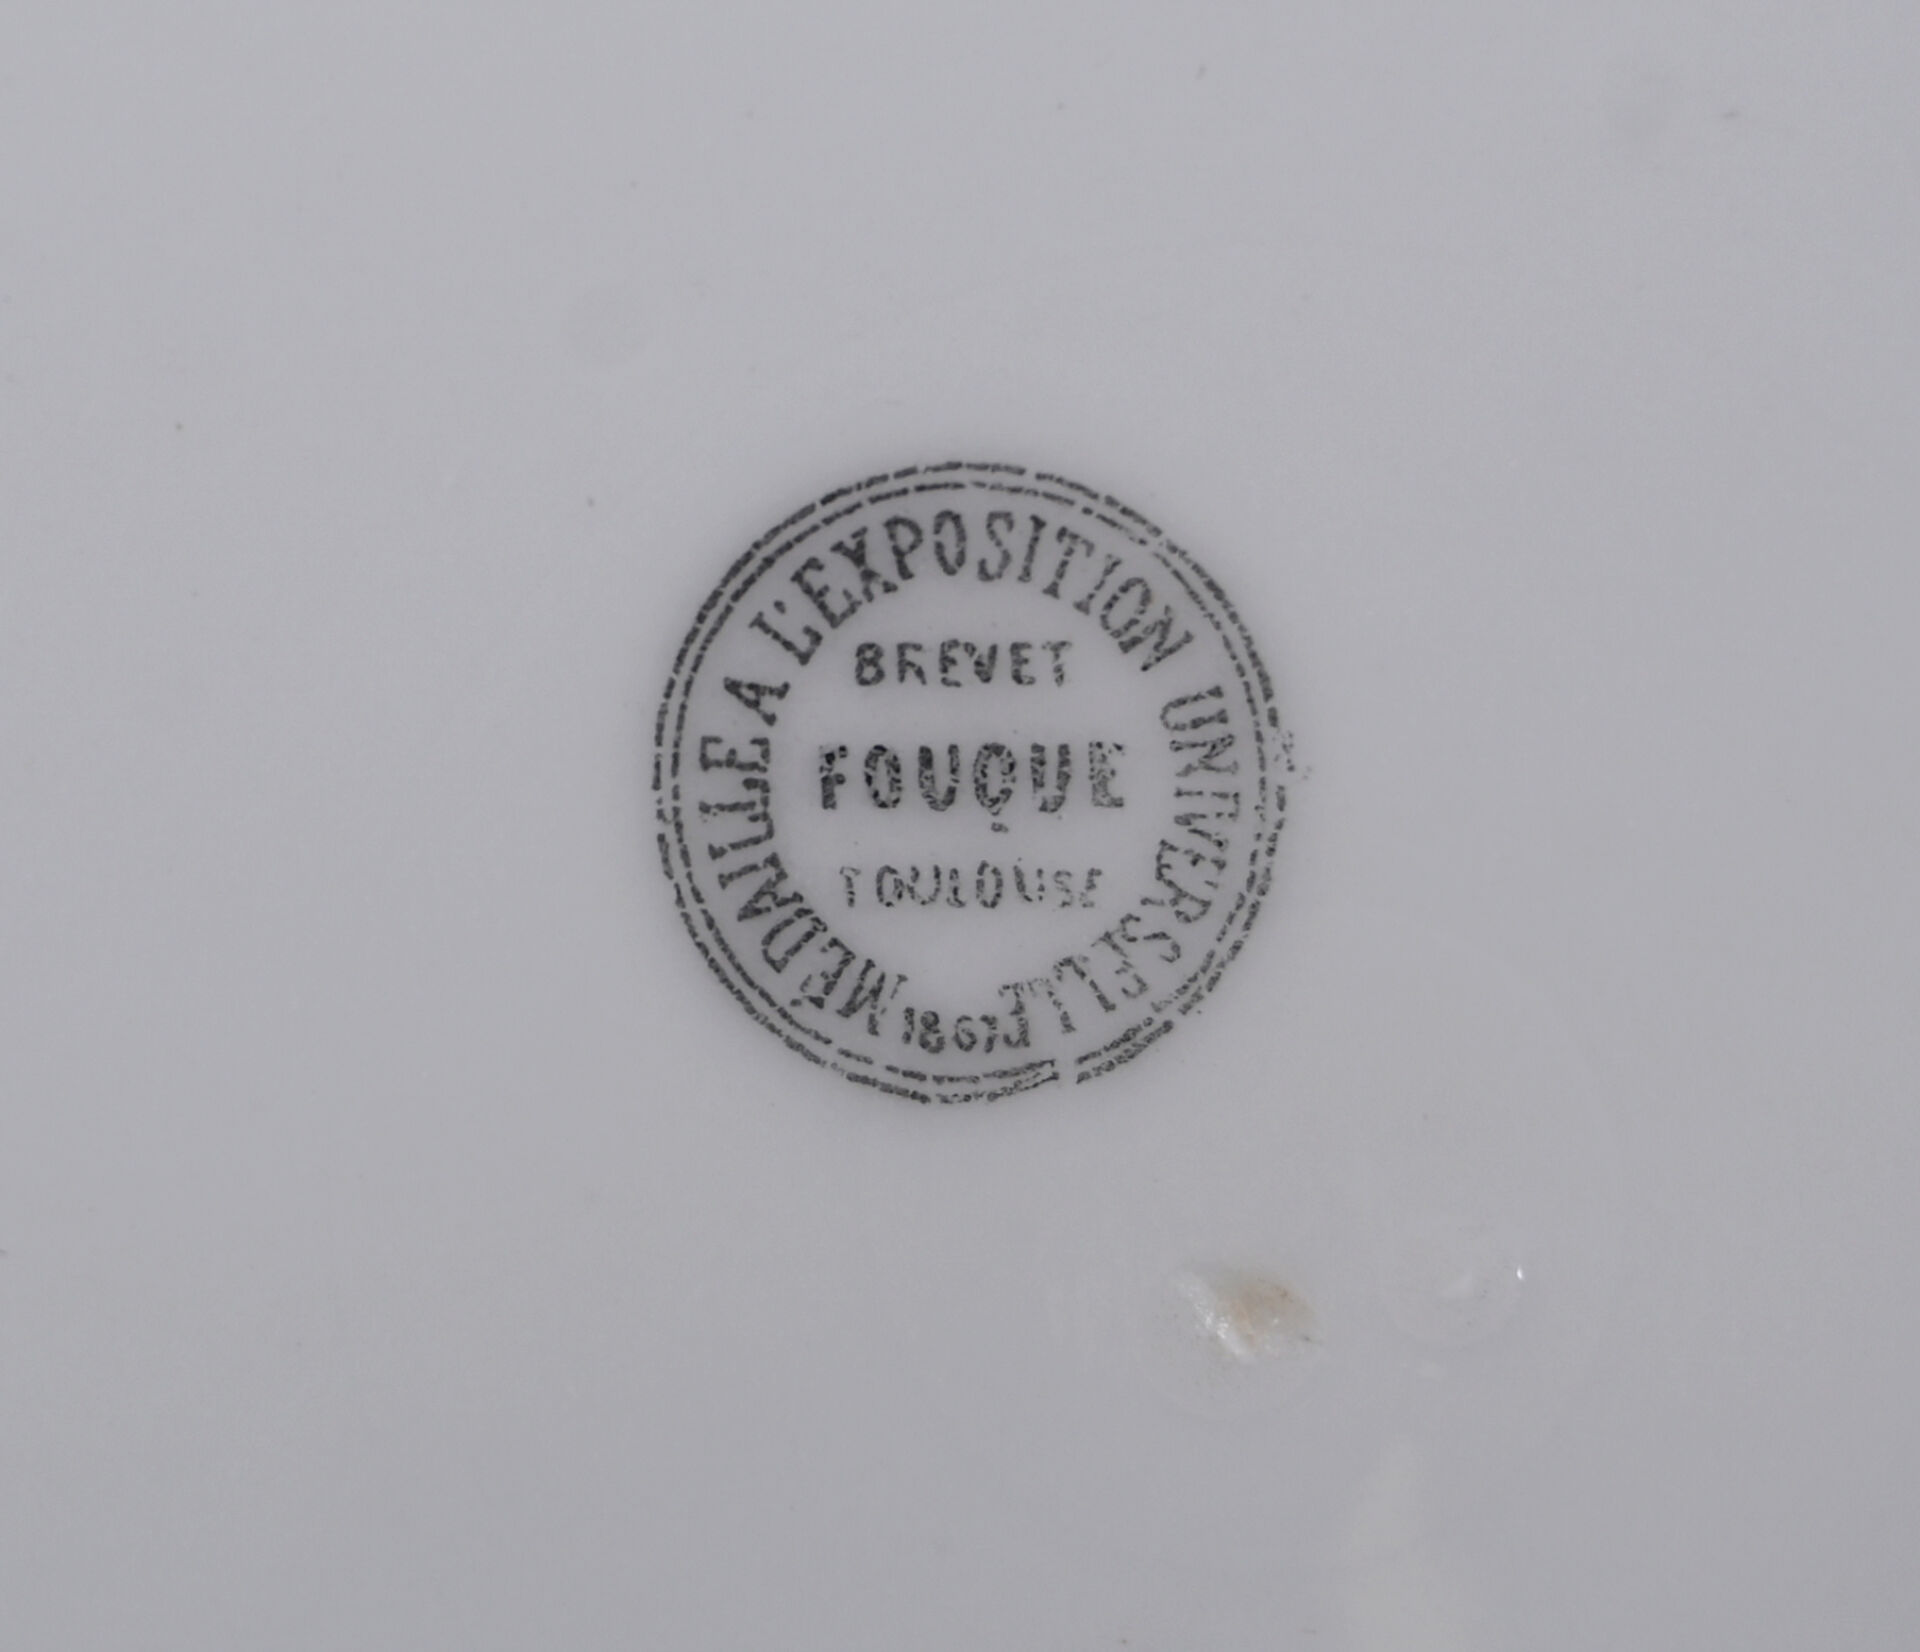 MÉDAILLE A L'EXPOSITION UNIVERSELLE
1867
BREVET
FOUQUE
TOULOUSE